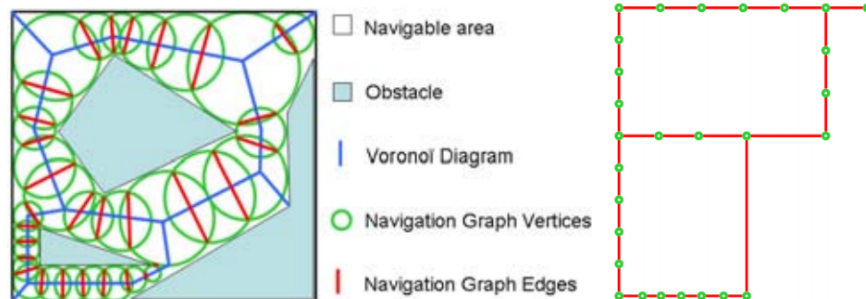 Navigable area
Obstacle
Voronoï Diagram
Navigation Graph Vertices
Navigation Graph Edges